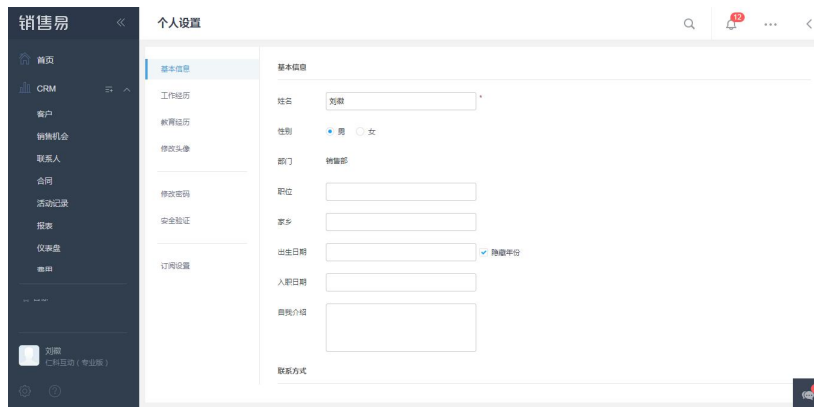 销售易
个人设置
12
首页
CRM
客户
销售机会
联系人
合同
活动记录
报表
仪表盘
费用
刘徽
仁科互动（专业版）
基本信息
工作经历
教育经历
修改头像
修改密码
安全验证
订阅设置
基本信息
姓名 刘徽 *
性别 男 女
部门 销售部
职位
家乡
出生日期 隐藏年份
入职日期
自我介绍
联系方式